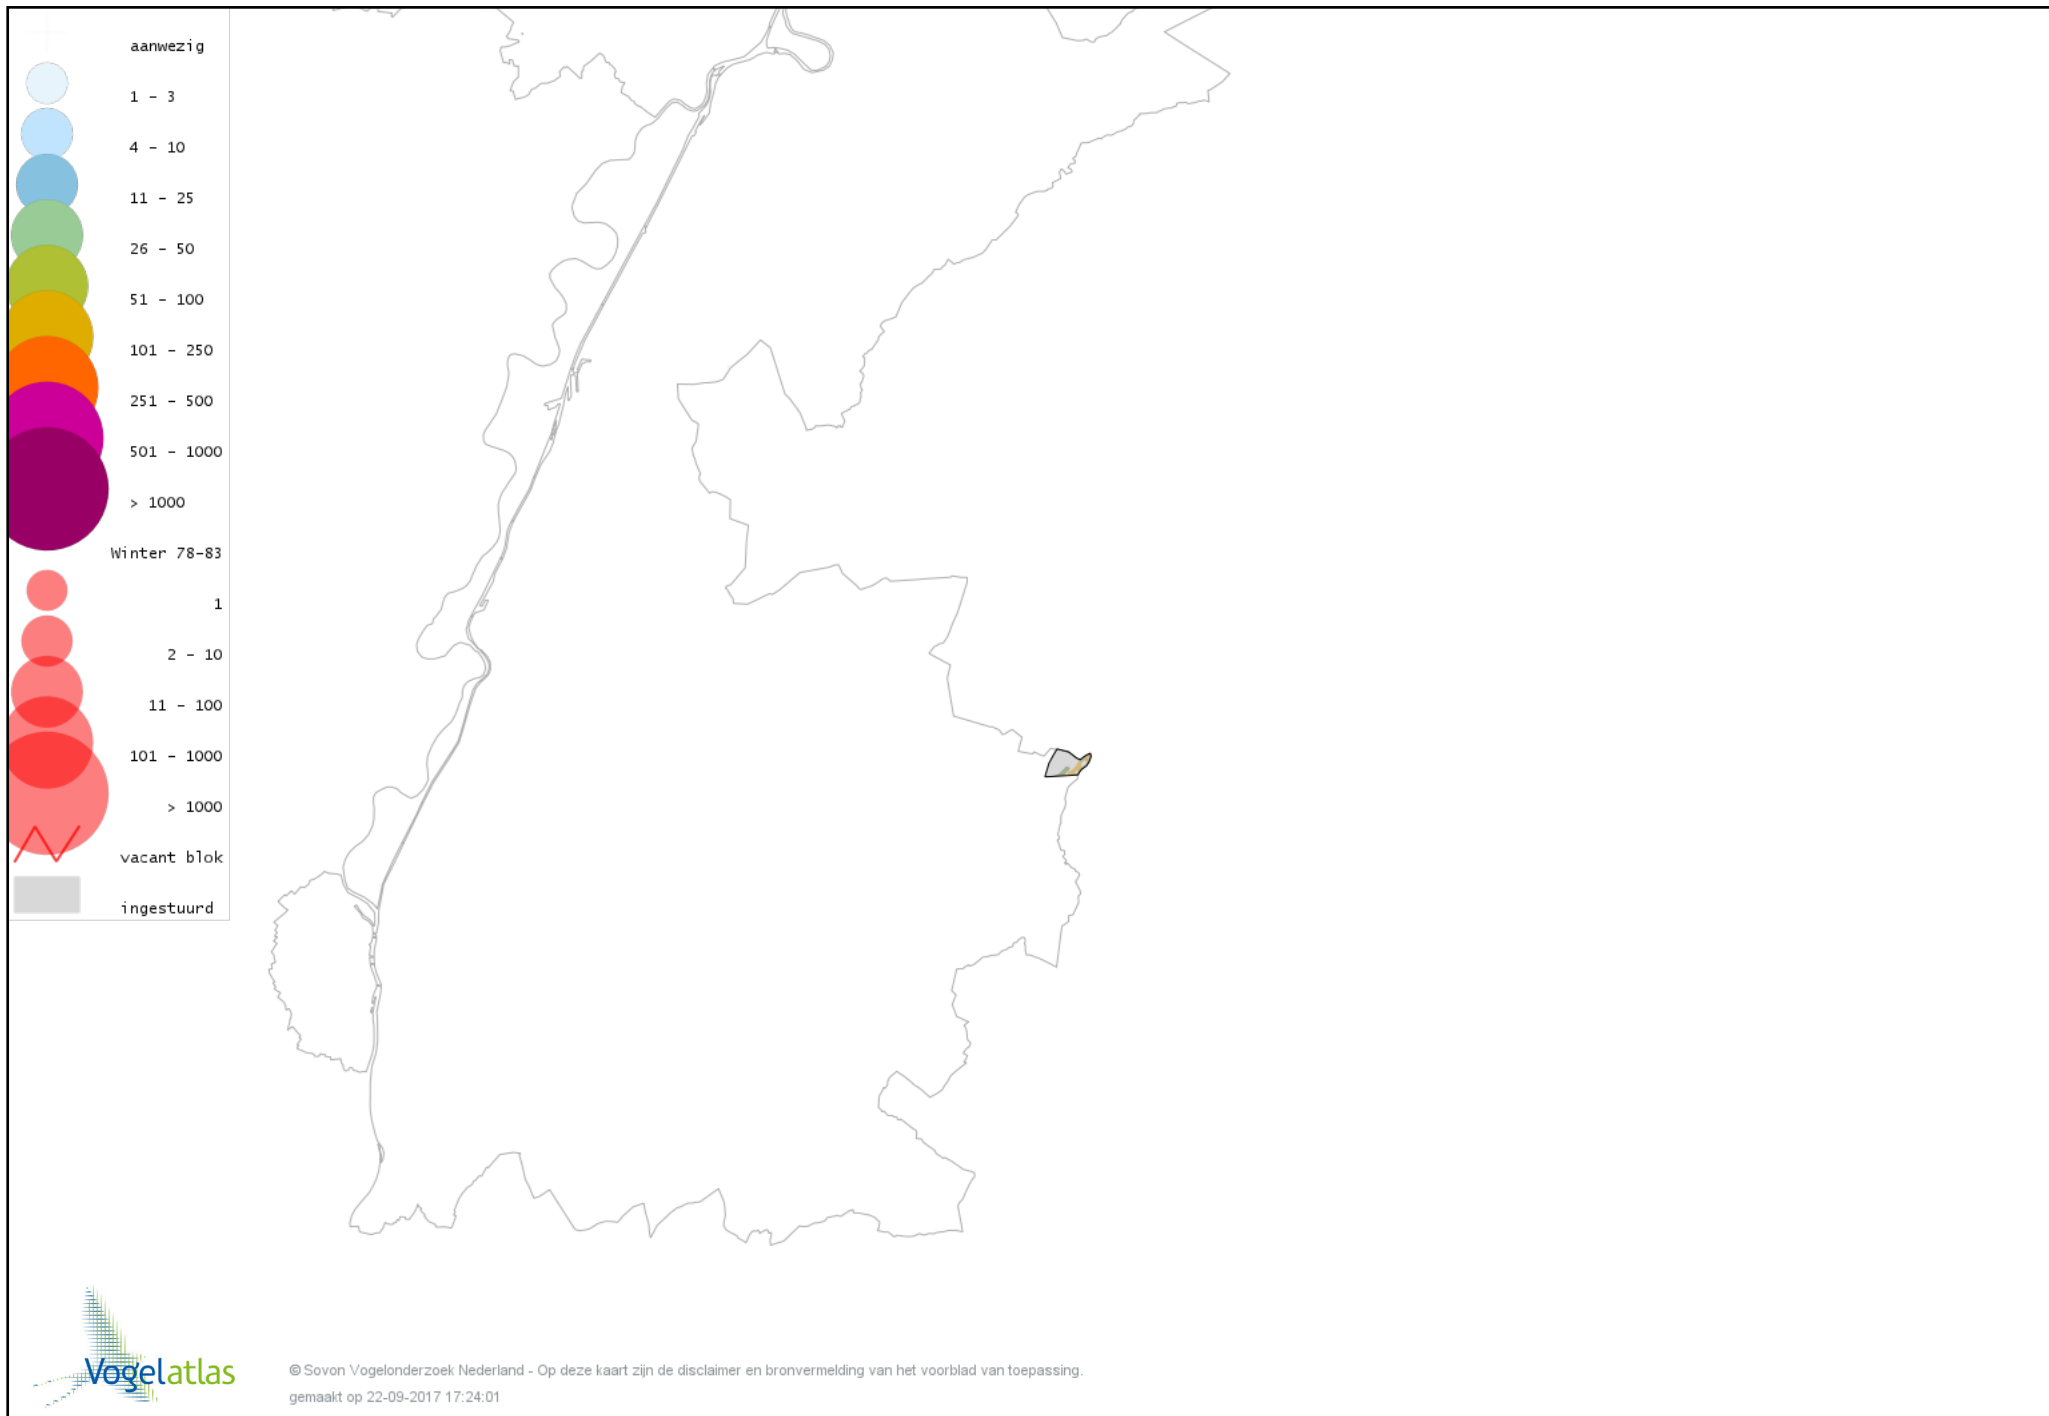 aanwezig
1 - 3
4 - 10
11 - 25
26 - 50
51 - 100
101 - 250
251 - 500
501 - 1000
> 1000
Winter 78-83
1
2 - 10
11 - 100
101 - 1000
> 1000
vacant blok
ingestuurd
Vogelatlas
© Sovon Vogelonderzoek Nederland - Op deze kaart zijn de disclaimer en bronvermelding van het voorblad van toepassing.
gemaakt op 22-09-2017 17:24:01